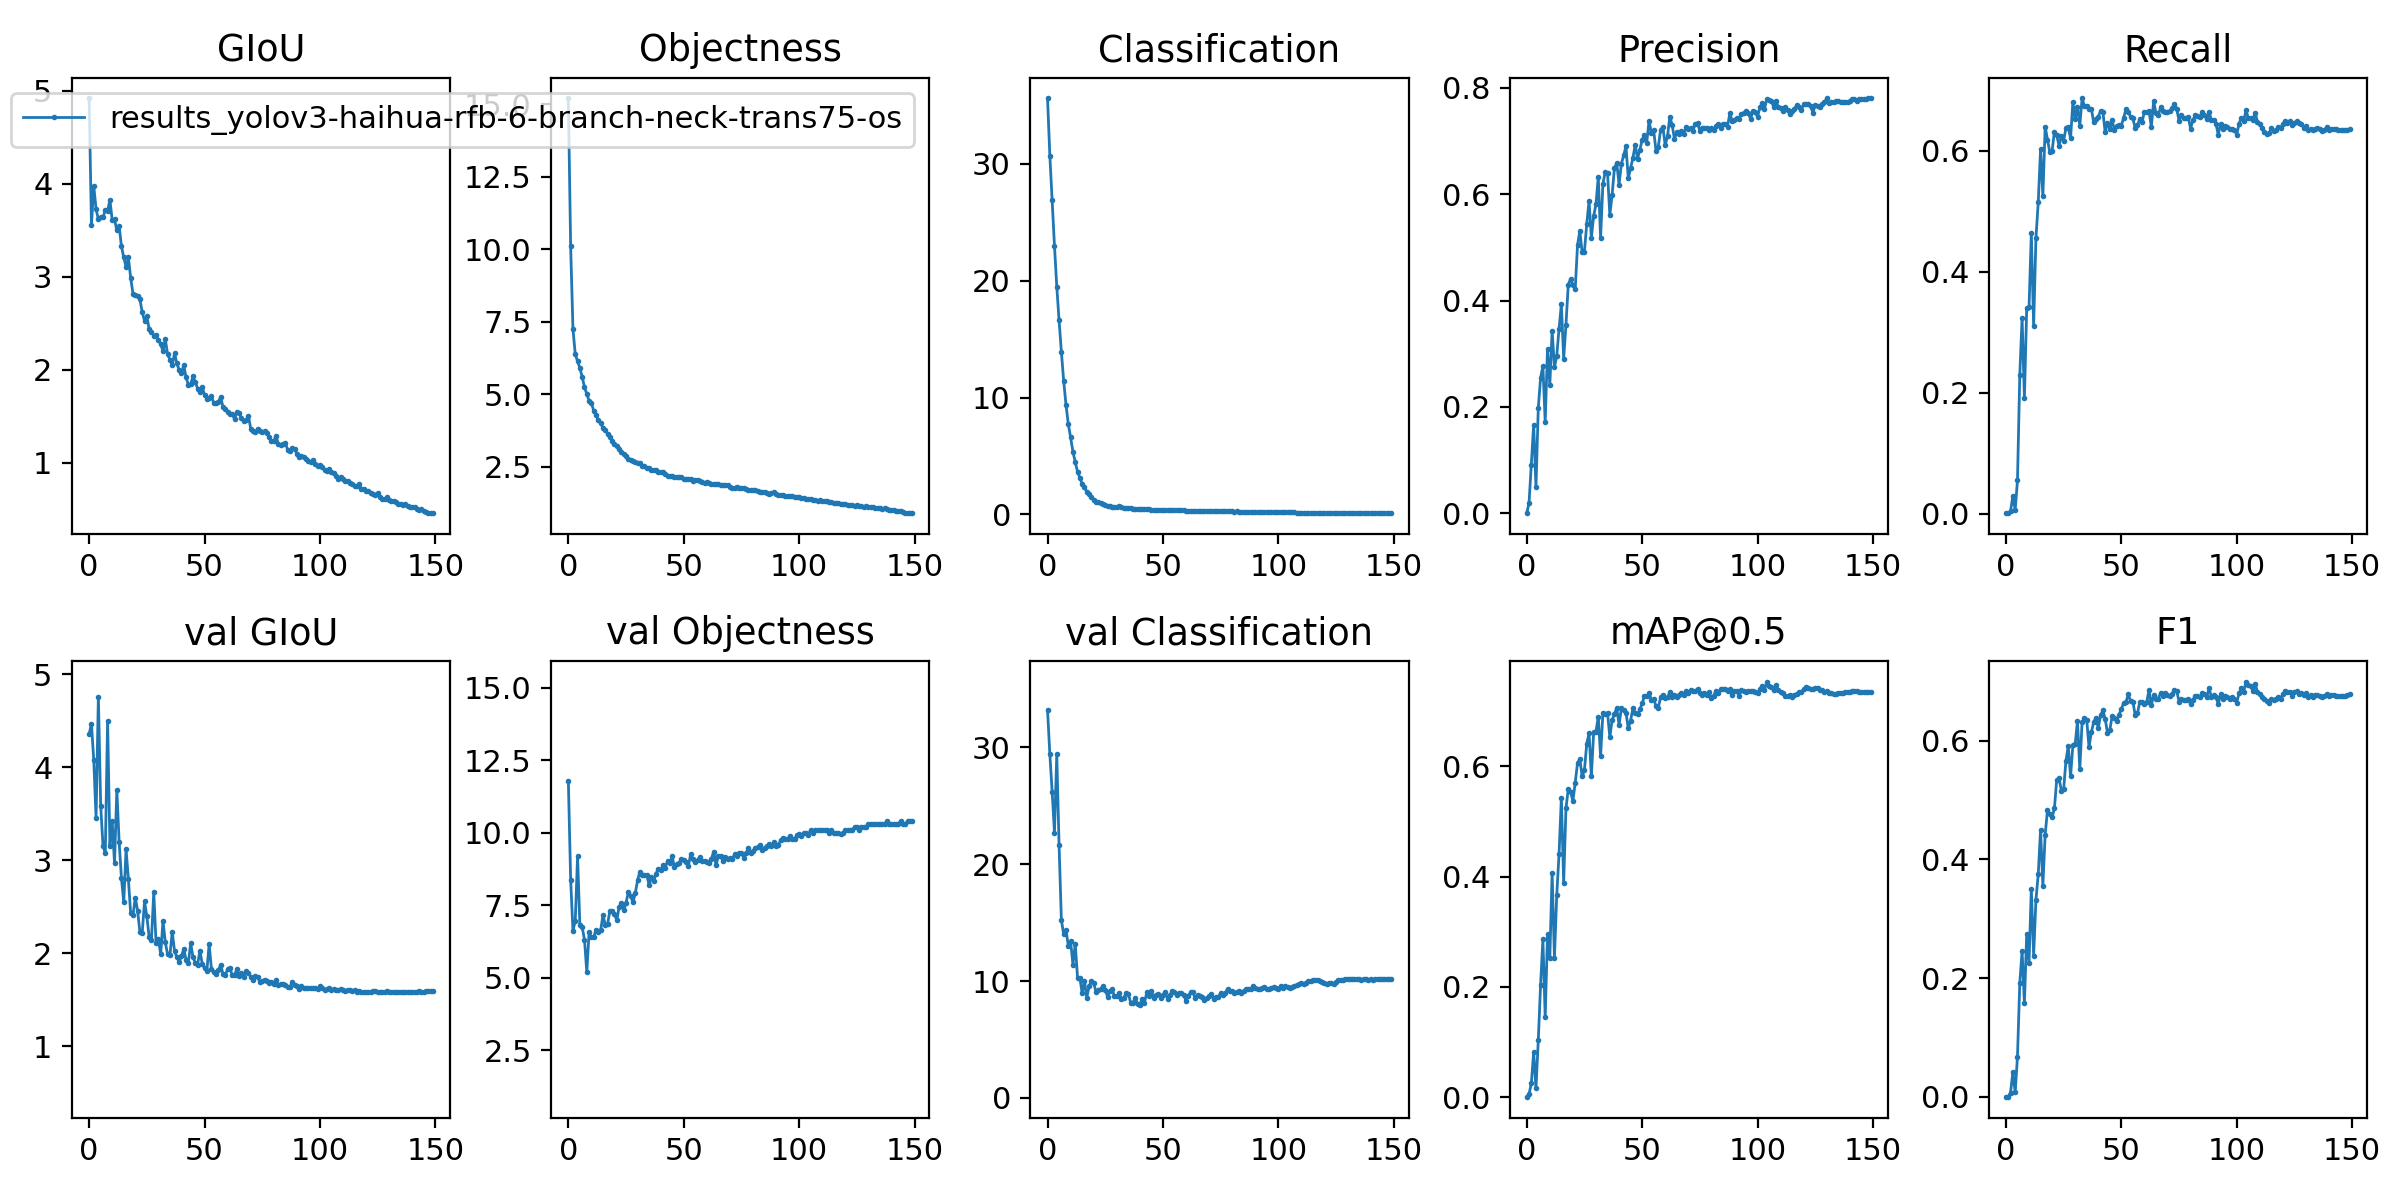 GIoU
Objectness
Classification
Precision
Recall
results_yolov3-haihua-rfb-6-branch-neck-trans75-os
5
4
3
2
1
0 50 100 150
15.0
12.5
10.0
7.5
5.0
2.5
0 50 100 150
30
20
10
0
0 50 100 150
0.8
0.6
0.4
0.2
0.0
0 50 100 150
0.6
0.4
0.2
0.0
0 50 100 150
val GIoU
val Objectness
val Classification
mAP@0.5
F1
5
4
3
2
1
0 50 100 150
15.0
12.5
10.0
7.5
5.0
2.5
0 50 100 150
30
20
10
0
0 50 100 150
0.6
0.4
0.2
0.0
0 50 100 150
0.6
0.4
0.2
0.0
0 50 100 150